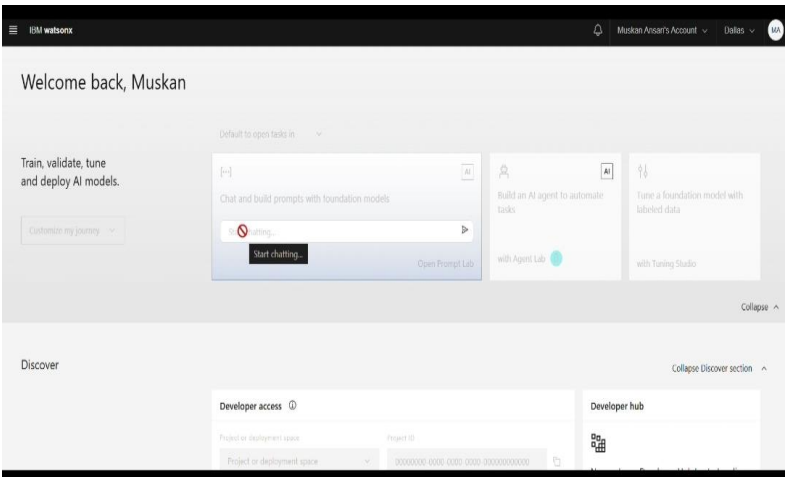 IBM watsonx
Muskan Ansari's Account
Dallas
MA
Welcome back, Muskan
Default to open tasks in
Train, validate, tune
and deploy AI models.
Customize my journey
[...]
AI
Chat and build prompts with foundation models
Start chatting...
Start chatting...
Open Prompt Lab
AI
Build an AI agent to automate
tasks
with Agent Lab
Tune a foundation model with
labeled data
with Tuning Studio
Collapse
Discover
Collapse Discover section
Developer access
Project or deployment space
Project ID
Project or deployment space
00000000-0000-0000-0000-000000000000
Developer hub